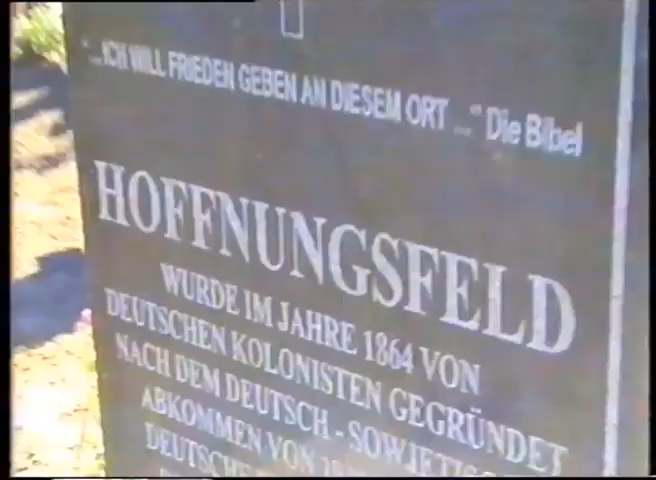 "...ICH WILL FRIEDEN GEBEN AN DIESEM ORT ..." Die Bibel
HOFFNUNGSFELD
WURDE IM JAHRE 1864 VON
DEUTSCHEN KOLONISTEN GEGRÜNDET
NACH DEM DEUTSCH-SOWJETISCHEN
ABKOMMEN VON